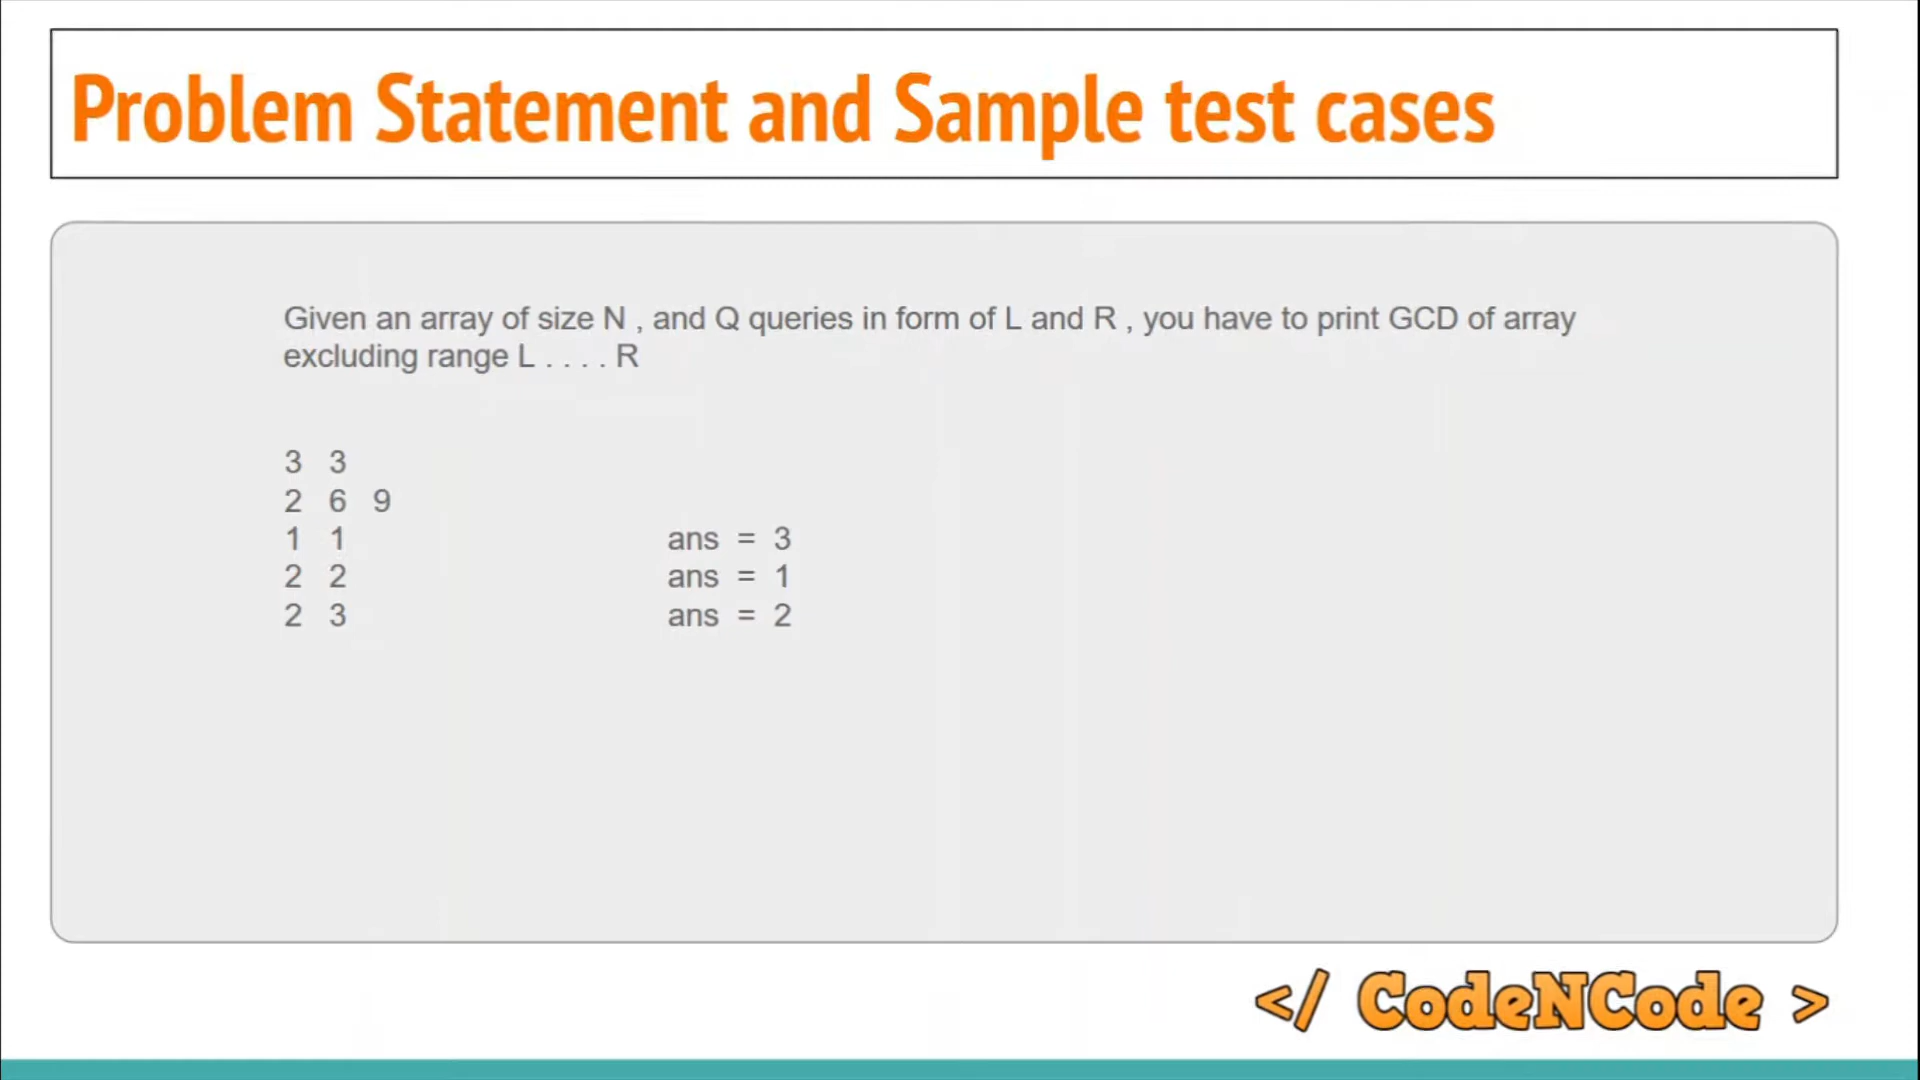 Problem Statement and Sample test cases
Given an array of size N , and Q queries in form of L and R , you have to print GCD of array
excluding range L . . . . R
3 3
2 6 9
1 1 ans = 3
2 2 ans = 1
2 3 ans = 2
</ CodeNCode >